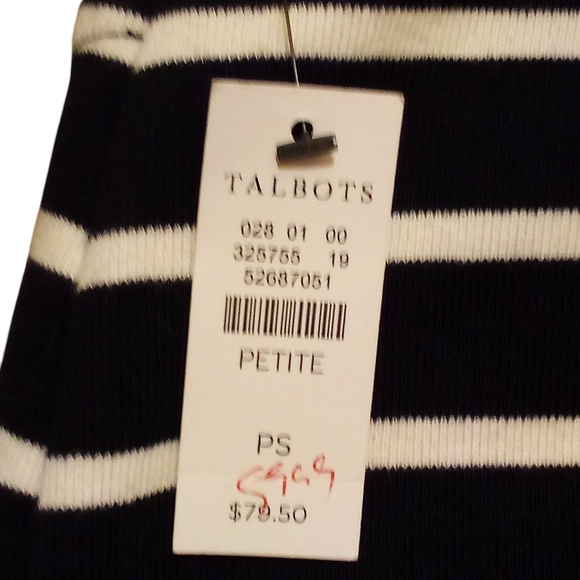 TALBOTS
028 01 00
325755 19
52687051
PETITE
PS
$79.50